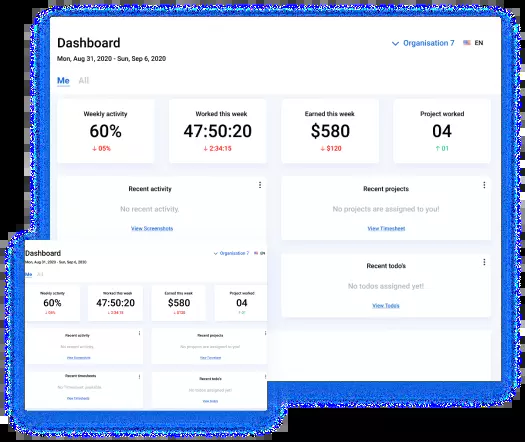 Dashboard
Organisation 7 EN
Mon, Aug 31, 2020 - Sun, Sep 6, 2020
Me All
Weekly activity Worked this week Earned this week Project worked
60% 47:50:20 $580 04
↓ 05% ↓ 2:34:15 ↓ $120 ↑ 01
Recent activity Recent projects
No recent activity. No projects are assigned to you!
View Screenshots View Timesheet
Recent todo's
No todos assigned yet!
View Todo's
Dashboard
Organisation 7 EN
Mon, Aug 31, 2020 - Sun, Sep 6, 2020
Me All
Weekly activity Worked this week Earned this week Project worked
60% 47:50:20 $580 04
↓ 05% ↓ 2:34:15 ↓ $120 ↑ 01
Recent activity Recent projects
No recent activity. No projects are assigned to you!
View Screenshots View Timesheet
Recent timesheets Recent todo's
No "timesheet" available. No todos assigned yet!
View Timesheets View Todo's